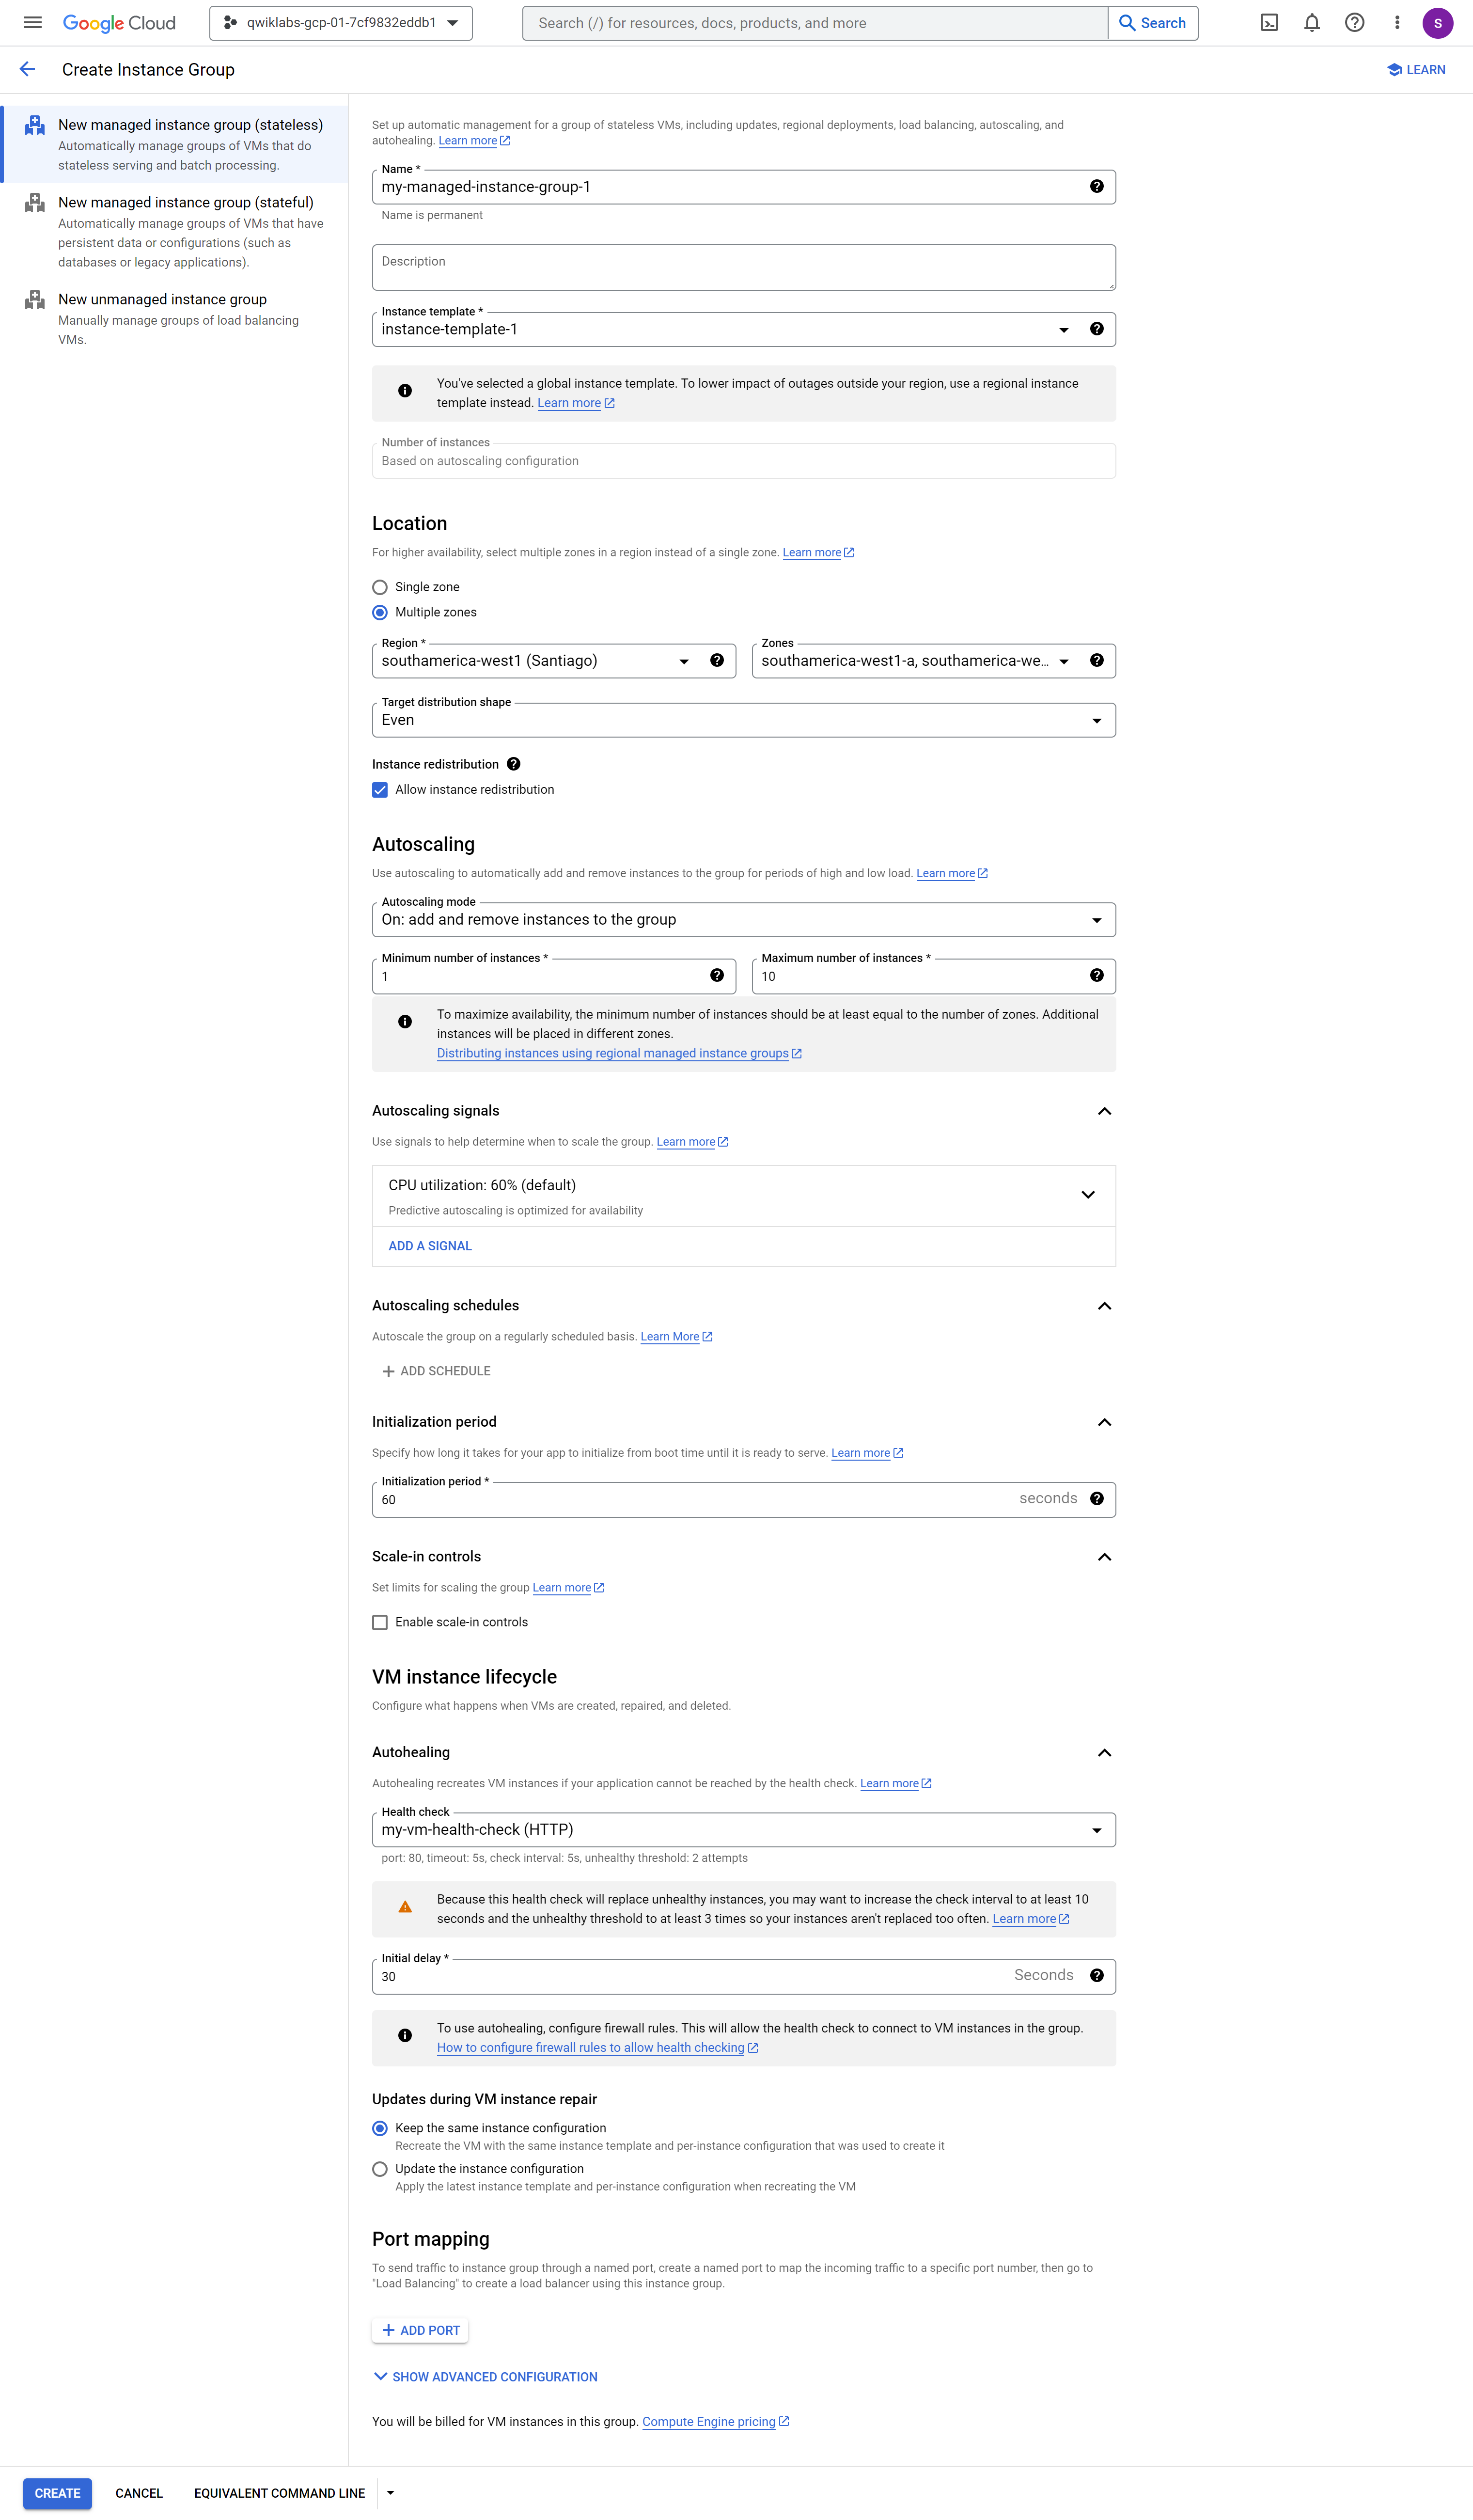 Google Cloud
qwiklabs-gcp-01-7cf9832eddb1
Search (/) for resources, docs, products, and more
Search
S
Create Instance Group
LEARN
New managed instance group (stateless)
Automatically manage groups of VMs that do
stateless serving and batch processing.
New managed instance group (stateful)
Automatically manage groups of VMs that have
persistent data or configurations (such as
databases or legacy applications).
New unmanaged instance group
Manually manage groups of load balancing
VMs.
Set up automatic management for a group of stateless VMs, including updates, regional deployments, load balancing, autoscaling, and
autohealing. Learn more
Name *
my-managed-instance-group-1
Name is permanent
Description
Instance template *
instance-template-1
You've selected a global instance template. To lower impact of outages outside your region, use a regional instance
template instead. Learn more
Number of instances
Based on autoscaling configuration
Location
For higher availability, select multiple zones in a region instead of a single zone. Learn more
Single zone
Multiple zones
Region *
southamerica-west1 (Santiago)
Zones
southamerica-west1-a, southamerica-we...
Target distribution shape
Even
Instance redistribution
Allow instance redistribution
Autoscaling
Use autoscaling to automatically add and remove instances to the group for periods of high and low load. Learn more
Autoscaling mode
On: add and remove instances to the group
Minimum number of instances *
1
Maximum number of instances *
10
To maximize availability, the minimum number of instances should be at least equal to the number of zones. Additional
instances will be placed in different zones.
Distributing instances using regional managed instance groups
Autoscaling signals
Use signals to help determine when to scale the group. Learn more
CPU utilization: 60% (default)
Predictive autoscaling is optimized for availability
ADD A SIGNAL
Autoscaling schedules
Autoscale the group on a regularly scheduled basis. Learn More
ADD SCHEDULE
Initialization period
Specify how long it takes for your app to initialize from boot time until it is ready to serve. Learn more
Initialization period *
60
seconds
Scale-in controls
Set limits for scaling the group Learn more
Enable scale-in controls
VM instance lifecycle
Configure what happens when VMs are created, repaired, and deleted.
Autohealing
Autohealing recreates VM instances if your application cannot be reached by the health check. Learn more
Health check
my-vm-health-check (HTTP)
port: 80, timeout: 5s, check interval: 5s, unhealthy threshold: 2 attempts
Because this health check will replace unhealthy instances, you may want to increase the check interval to at least 10
seconds and the unhealthy threshold to at least 3 times so your instances aren't replaced too often. Learn more
Initial delay *
30
Seconds
To use autohealing, configure firewall rules. This will allow the health check to connect to VM instances in the group.
How to configure firewall rules to allow health checking
Updates during VM instance repair
Keep the same instance configuration
Recreate the VM with the same instance template and per-instance configuration that was used to create it
Update the instance configuration
Apply the latest instance template and per-instance configuration when recreating the VM
Port mapping
To send traffic to instance group through a named port, create a named port to map the incoming traffic to a specific port number, then go to
"Load Balancing" to create a load balancer using this instance group.
ADD PORT
SHOW ADVANCED CONFIGURATION
You will be billed for VM instances in this group. Compute Engine pricing
CREATE
CANCEL
EQUIVALENT COMMAND LINE